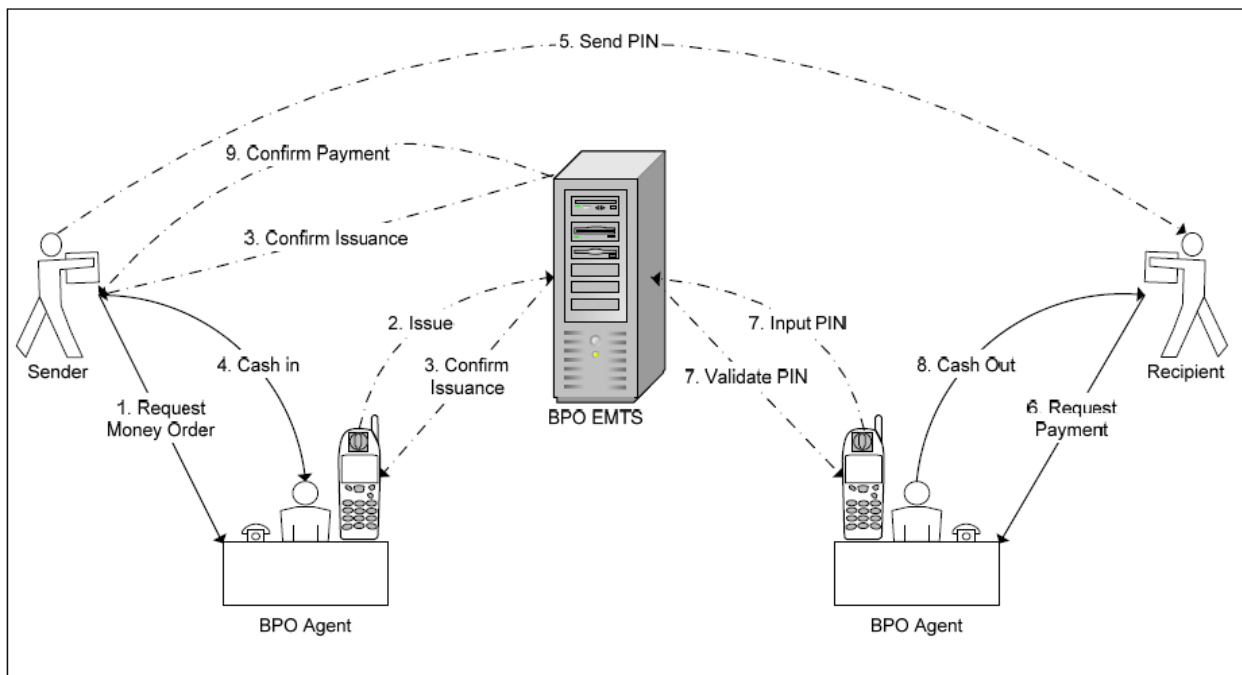 5. Send PIN
9. Confirm Payment
3. Confirm Issuance
Sender
4. Cash in
1. Request
Money Order
2. Issue
3. Confirm
Issuance
BPO EMTS
7. Input PIN
7. Validate PIN
8. Cash Out
6. Request
Payment
Recipient
BPO Agent
BPO Agent